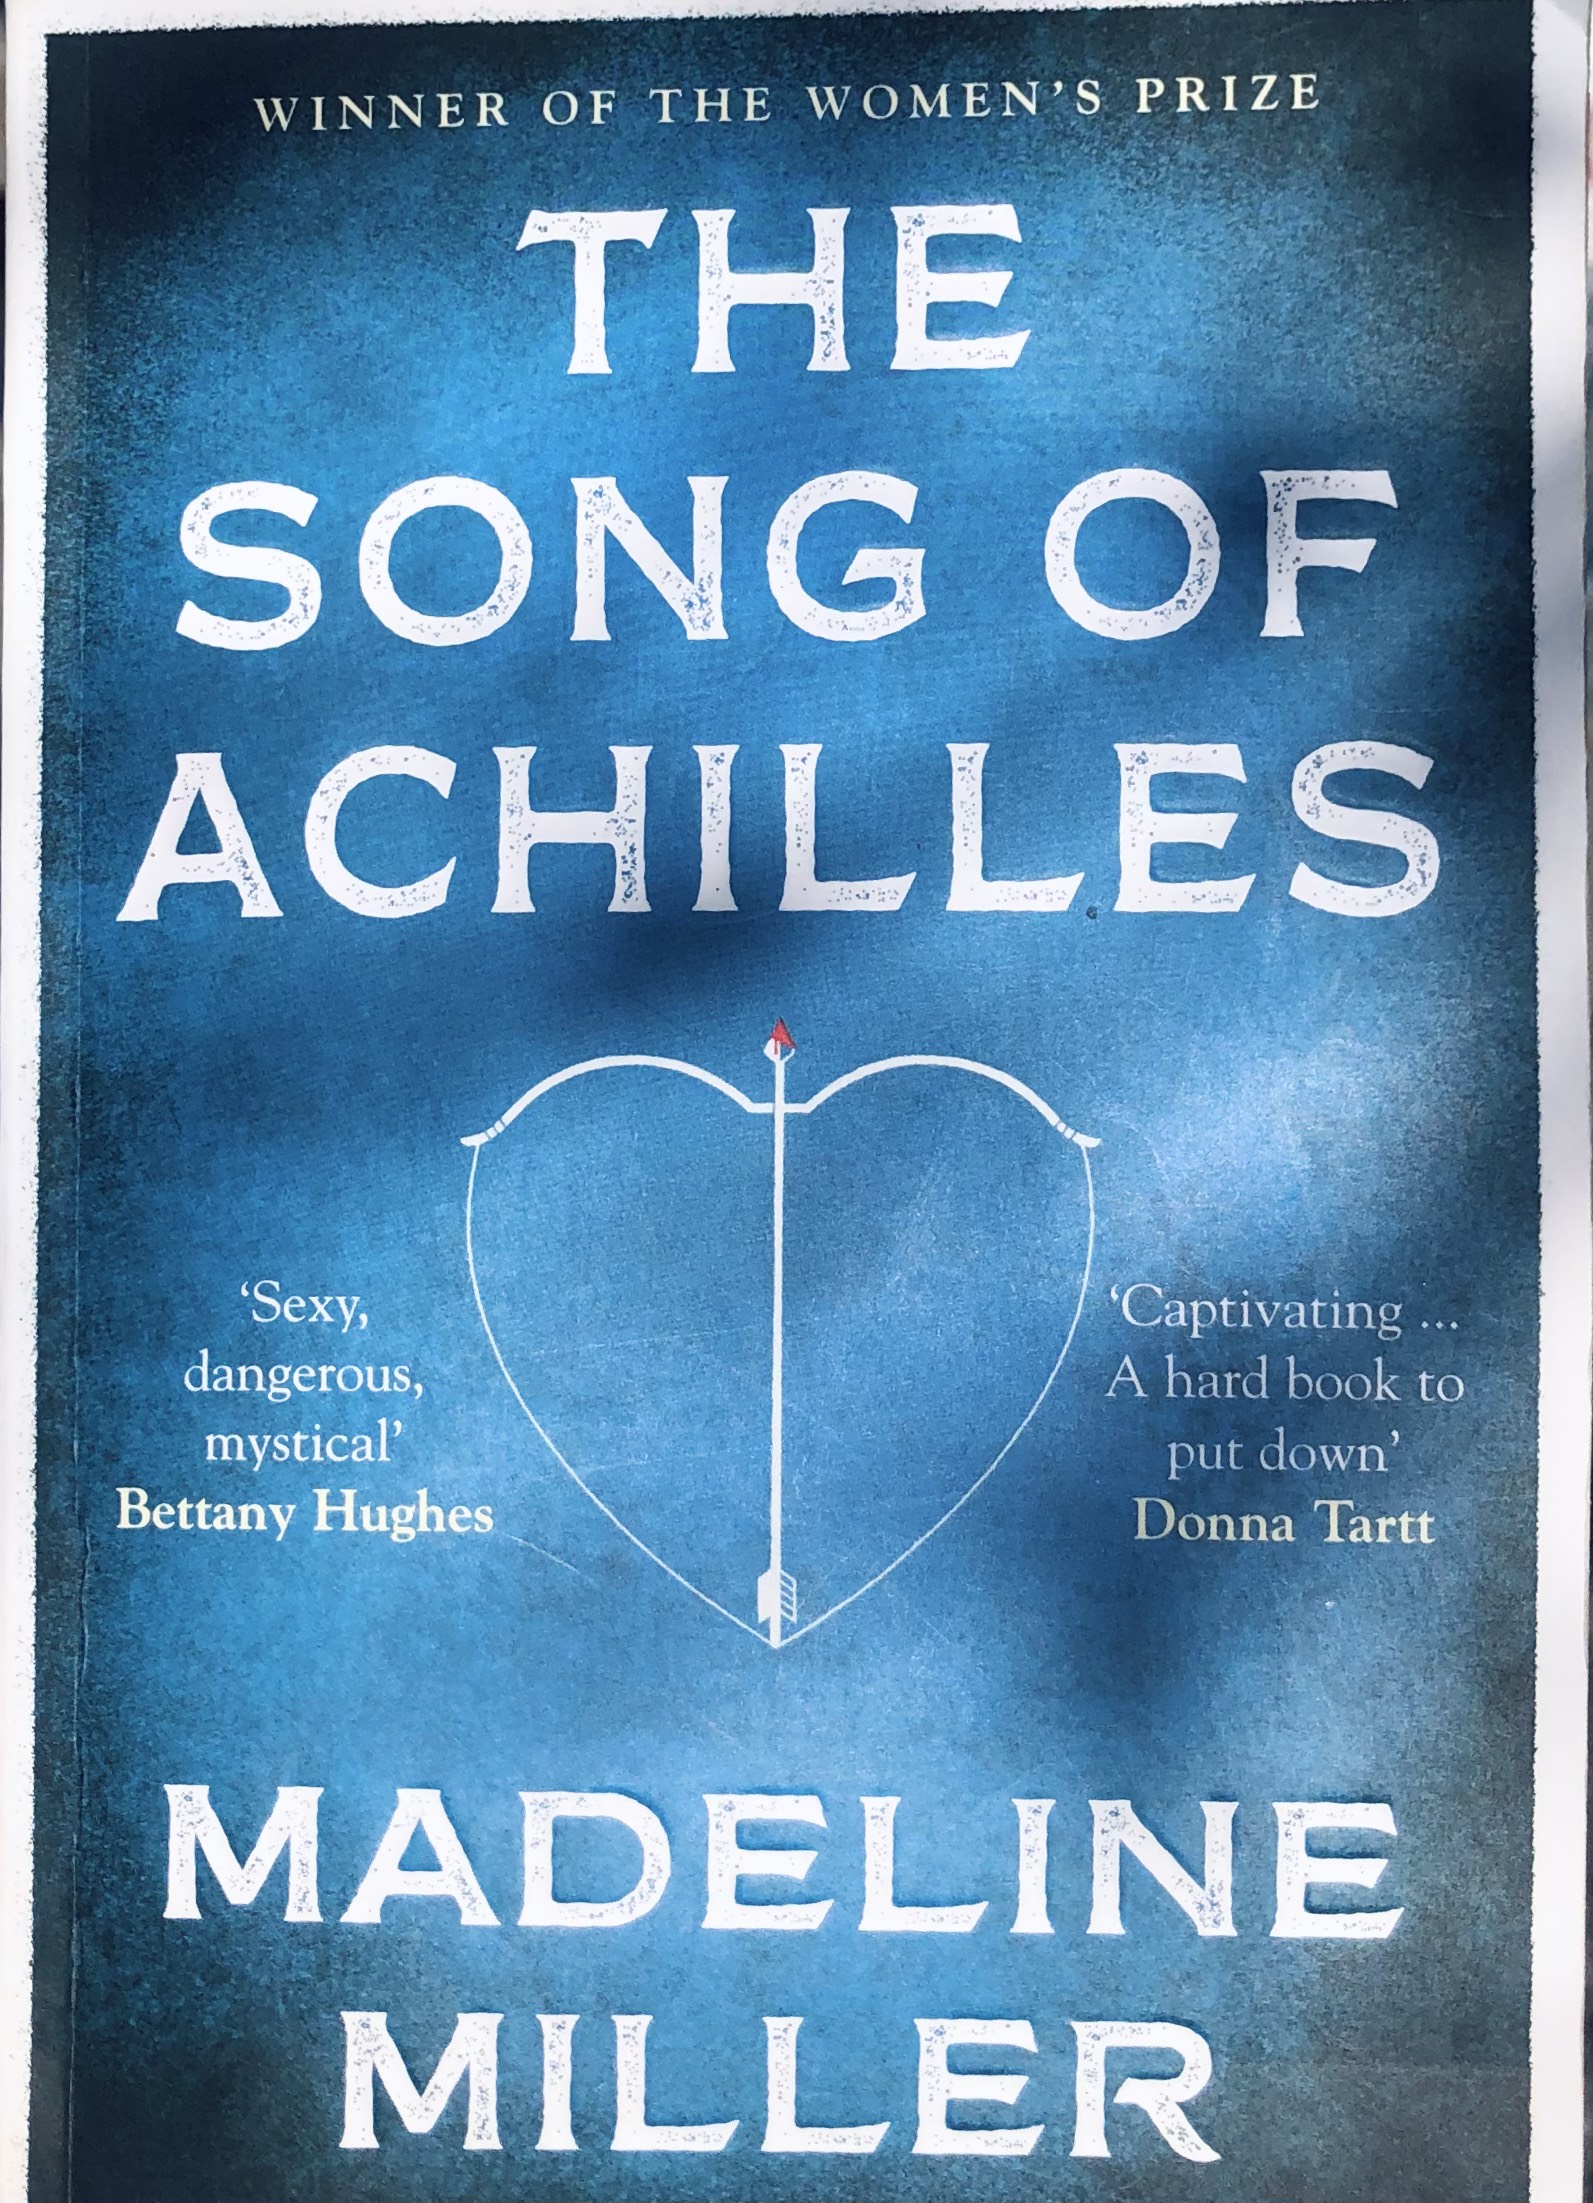 WINNER OF THE WOMEN’S PRIZE
THE
SONG OF
ACHILLES
‘Sexy,
dangerous,
mystical’
Bettany Hughes
‘Captivating ...
A hard book to
put down’
Donna Tartt
MADELINE
MILLER